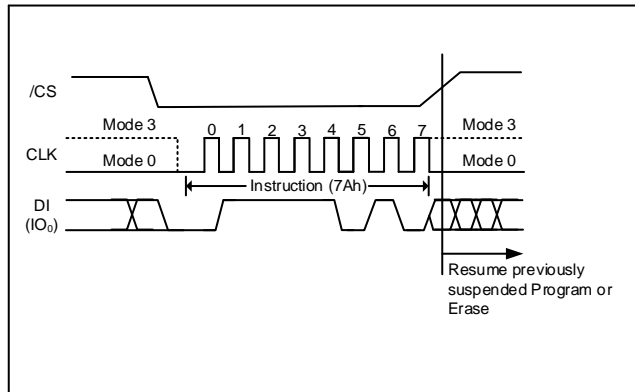 /CS
Mode 3
0 1 2 3 4 5 6 7
Mode 3
CLK
Mode 0
Mode 0
Instruction (7Ah)
DI
(IO₀)
Resume previously
suspended Program or
Erase